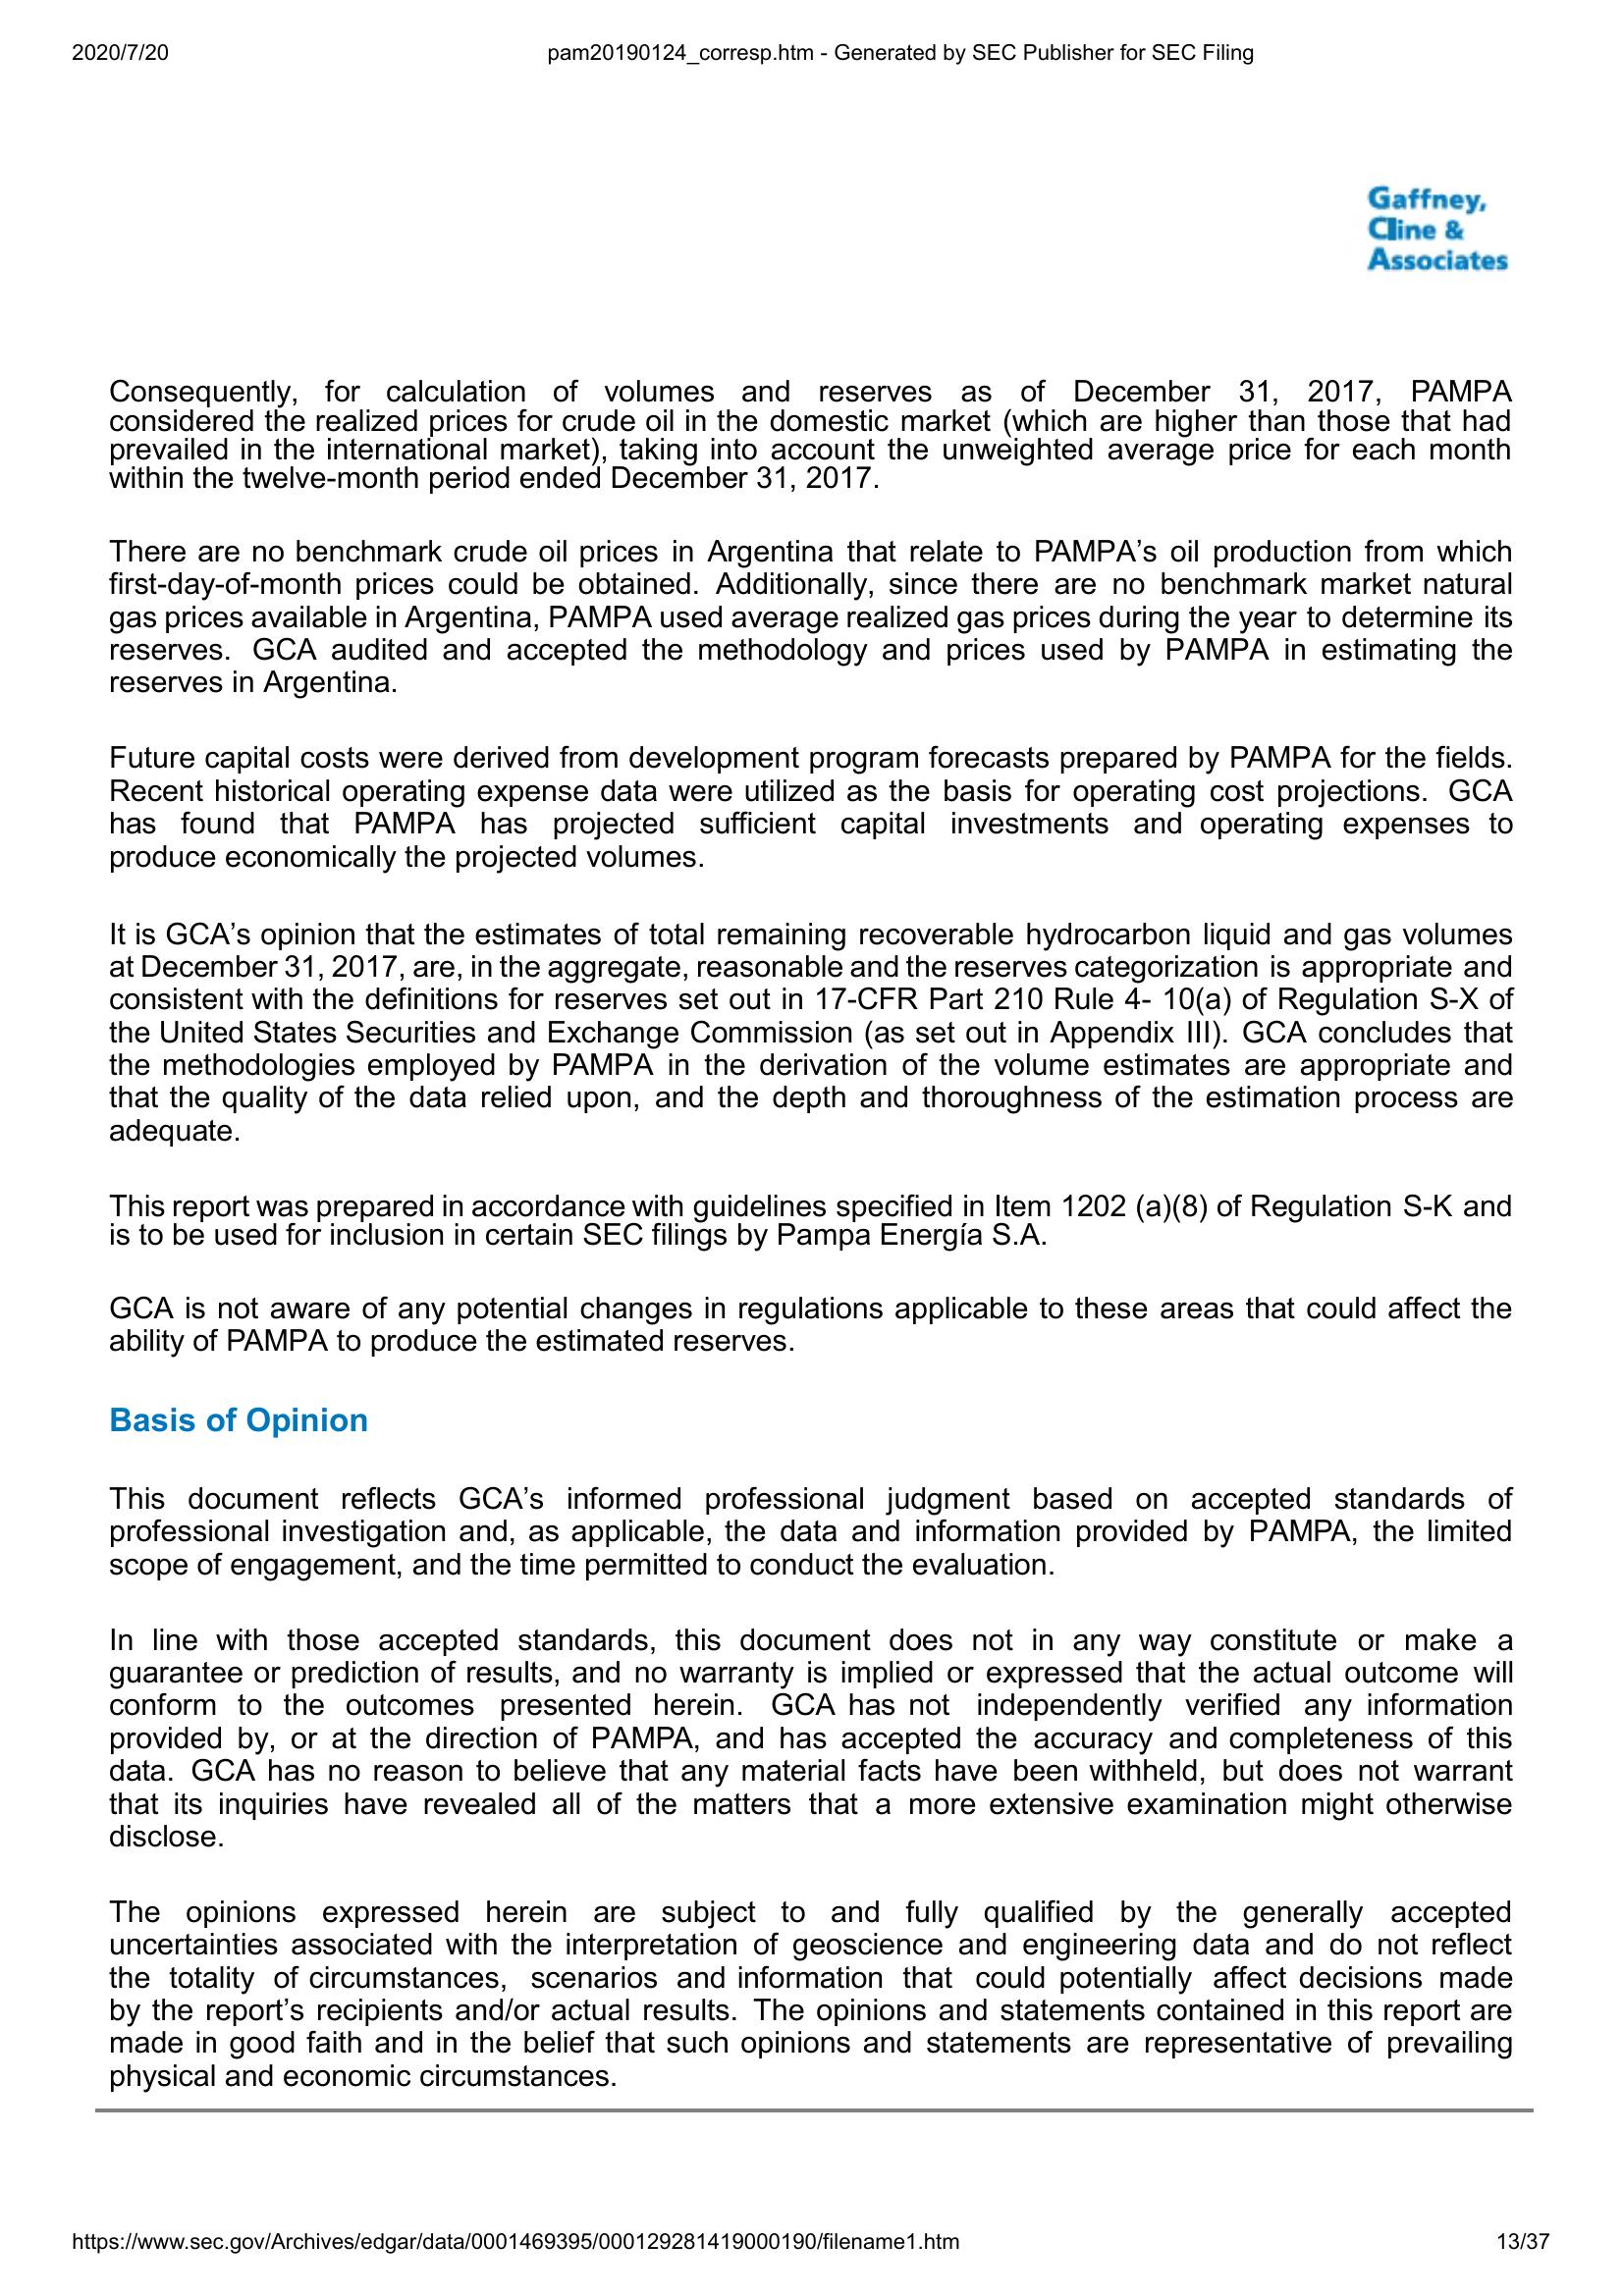 2020/7/20
pam20190124_corresp.htm - Generated by SEC Publisher for SEC Filing
Gaffney,
Cline &
Associates
Consequently, for calculation of volumes and reserves as of December 31, 2017, PAMPA
considered the realized prices for crude oil in the domestic market (which are higher than those that had
prevailed in the international market), taking into account the unweighted average price for each month
within the twelve-month period ended December 31, 2017.
There are no benchmark crude oil prices in Argentina that relate to PAMPA’s oil production from which
first-day-of-month prices could be obtained. Additionally, since there are no benchmark market natural
gas prices available in Argentina, PAMPA used average realized gas prices during the year to determine its
reserves. GCA audited and accepted the methodology and prices used by PAMPA in estimating the
reserves in Argentina.
Future capital costs were derived from development program forecasts prepared by PAMPA for the fields.
Recent historical operating expense data were utilized as the basis for operating cost projections. GCA
has found that PAMPA has projected sufficient capital investments and operating expenses to
produce economically the projected volumes.
It is GCA’s opinion that the estimates of total remaining recoverable hydrocarbon liquid and gas volumes
at December 31, 2017, are, in the aggregate, reasonable and the reserves categorization is appropriate and
consistent with the definitions for reserves set out in 17-CFR Part 210 Rule 4- 10(a) of Regulation S-X of
the United States Securities and Exchange Commission (as set out in Appendix III). GCA concludes that
the methodologies employed by PAMPA in the derivation of the volume estimates are appropriate and
that the quality of the data relied upon, and the depth and thoroughness of the estimation process are
adequate.
This report was prepared in accordance with guidelines specified in Item 1202 (a)(8) of Regulation S-K and
is to be used for inclusion in certain SEC filings by Pampa Energía S.A.
GCA is not aware of any potential changes in regulations applicable to these areas that could affect the
ability of PAMPA to produce the estimated reserves.
Basis of Opinion
This document reflects GCA’s informed professional judgment based on accepted standards of
professional investigation and, as applicable, the data and information provided by PAMPA, the limited
scope of engagement, and the time permitted to conduct the evaluation.
In line with those accepted standards, this document does not in any way constitute or make a
guarantee or prediction of results, and no warranty is implied or expressed that the actual outcome will
conform to the outcomes presented herein. GCA has not independently verified any information
provided by, or at the direction of PAMPA, and has accepted the accuracy and completeness of this
data. GCA has no reason to believe that any material facts have been withheld, but does not warrant
that its inquiries have revealed all of the matters that a more extensive examination might otherwise
disclose.
The opinions expressed herein are subject to and fully qualified by the generally accepted
uncertainties associated with the interpretation of geoscience and engineering data and do not reflect
the totality of circumstances, scenarios and information that could potentially affect decisions made
by the report’s recipients and/or actual results. The opinions and statements contained in this report are
made in good faith and in the belief that such opinions and statements are representative of prevailing
physical and economic circumstances.
https://www.sec.gov/Archives/edgar/data/0001469395/000129281419000190/filename1.htm
13/37